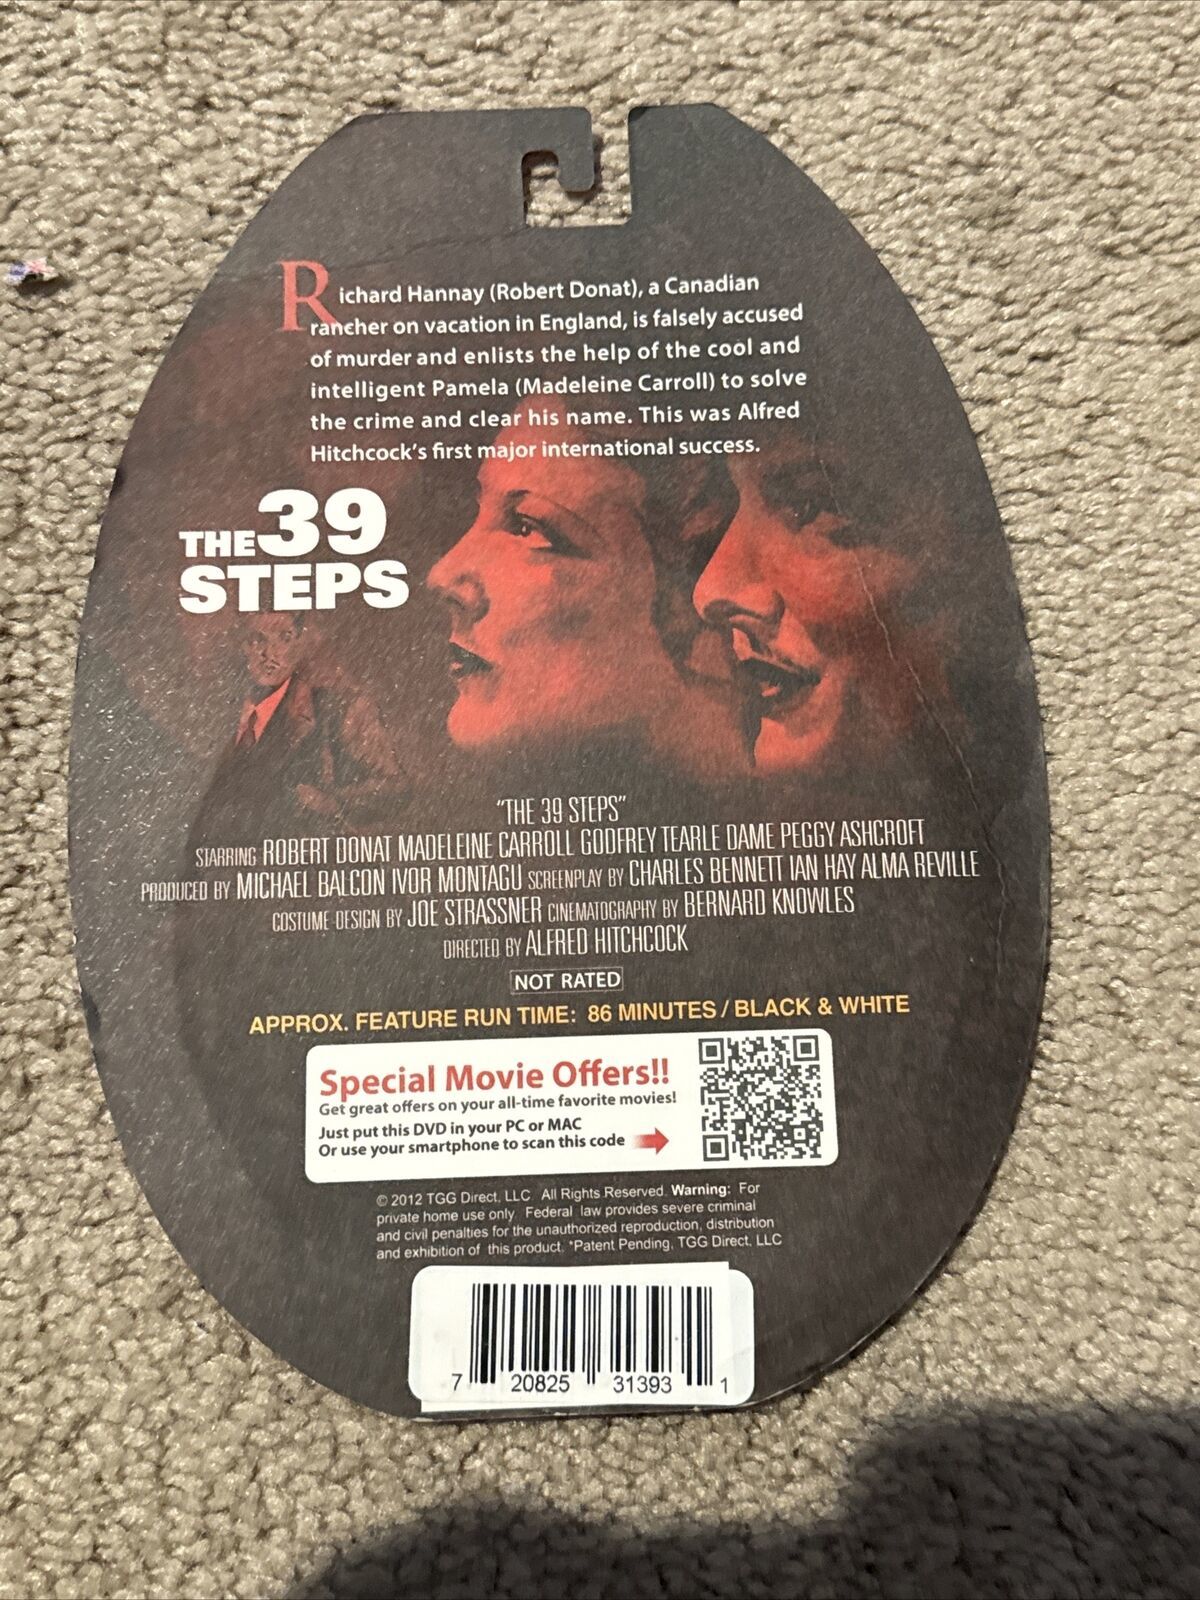 Richard Hannay (Robert Donat), a Canadian
rancher on vacation in England, is falsely accused
of murder and enlists the help of the cool and
intelligent Pamela (Madeleine Carroll) to solve
the crime and clear his name. This was Alfred
Hitchcock's first major international success.
THE 39
STEPS
"THE 39 STEPS"
STARRING ROBERT DONAT MADELEINE CARROLL GODFREY TEARLE DAME PEGGY ASHCROFT
PRODUCED BY MICHAEL BALCON IVOR MONTAGU SCREENPLAY BY CHARLES BENNETT IAN HAY ALMA REVILLE
COSTUME DESIGN BY JOE STRASSNER CINEMATOGRAPHY BY BERNARD KNOWLES
DIRECTED BY ALFRED HITCHCOCK
NOT RATED
APPROX. FEATURE RUN TIME: 86 MINUTES / BLACK & WHITE
Special Movie Offers!!
Get great offers on your all-time favorite movies!
Just put this DVD in your PC or MAC
Or use your smartphone to scan this code
© 2012 TGG Direct, LLC. All Rights Reserved. Warning: For
private home use only. Federal law provides severe criminal
and civil penalties for the unauthorized reproduction, distribution
and exhibition of this product. *Patent Pending, TGG Direct, LLC
7 20825 31393 1